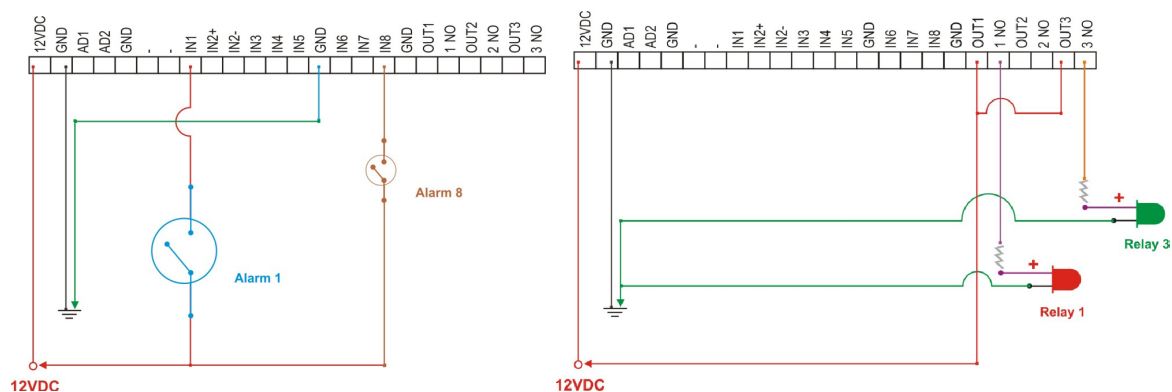 12VDC GND AD1 AD2 GND - - IN1 IN2+ IN2- IN3 IN4 IN5 GND IN6 IN7 IN8 GND OUT1 1 NO OUT2 2 NO OUT3 3 NO
Alarm 8
Alarm 1
12VDC
12VDC GND AD1 AD2 GND - - IN1 IN2+ IN2- IN3 IN4 IN5 GND IN6 IN7 IN8 GND OUT1 1 NO OUT2 2 NO OUT3 3 NO
+
Relay 3
+
Relay 1
12VDC